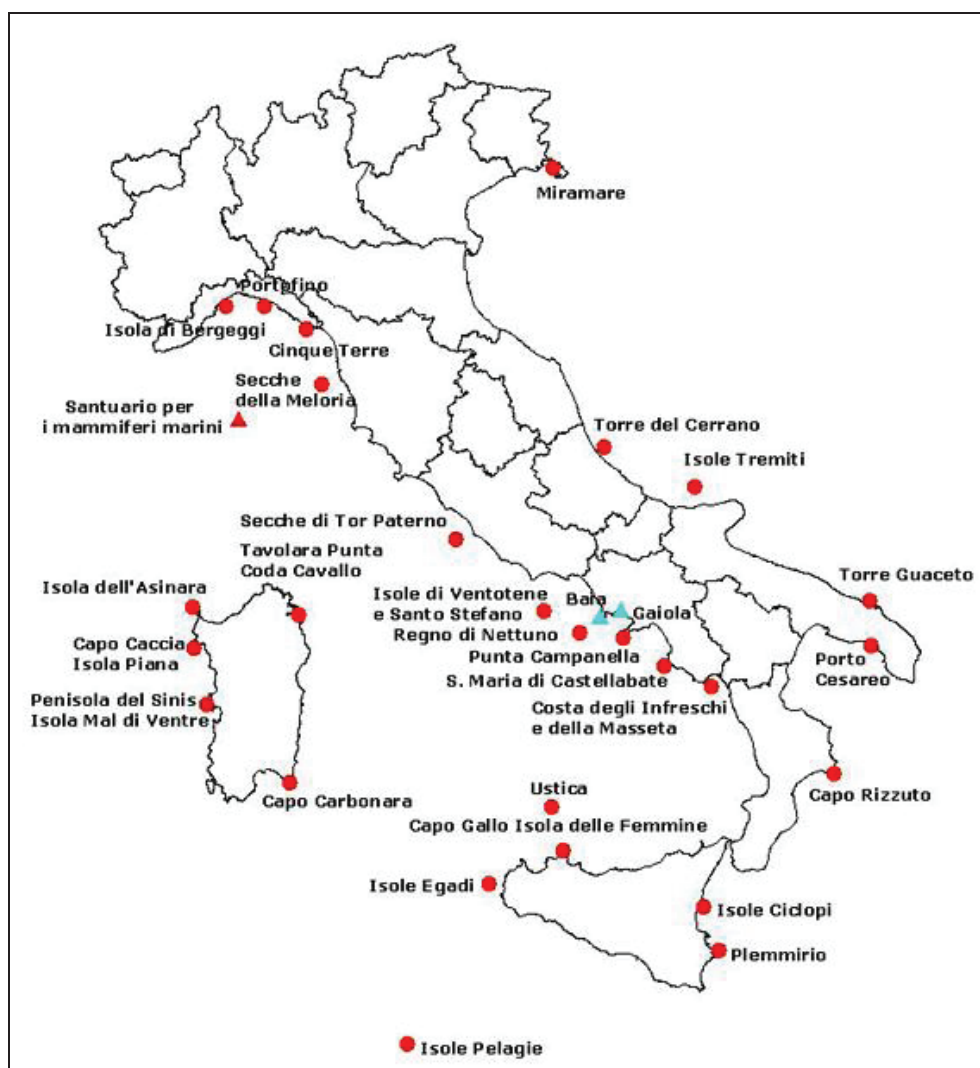 Miramare
Portofino
Isola di Bergeggi
Cinque Terre
Secche
della Meloria
Santuario per
i mammiferi marini
Torre del Cerrano
Isole Tremiti
Secche di Tor Paterno
Tavolara Punta
Coda Cavallo
Isola dell'Asinara
Isole di Ventotene
e Santo Stefano
Baia
Gaiola
Torre Guaceto
Regno di Nettuno
Capo Caccia
Isola Piana
Punta Campanella
Porto
Cesareo
S. Maria di Castellabate
Penisola del Sinis
Isola Mal di Ventre
Costa degli Infreschi
e della Masseta
Capo Carbonara
Ustica
Capo Rizzuto
Capo Gallo Isola delle Femmine
Isole Egadi
Isole Ciclopi
Plemmirio
Isole Pelagie